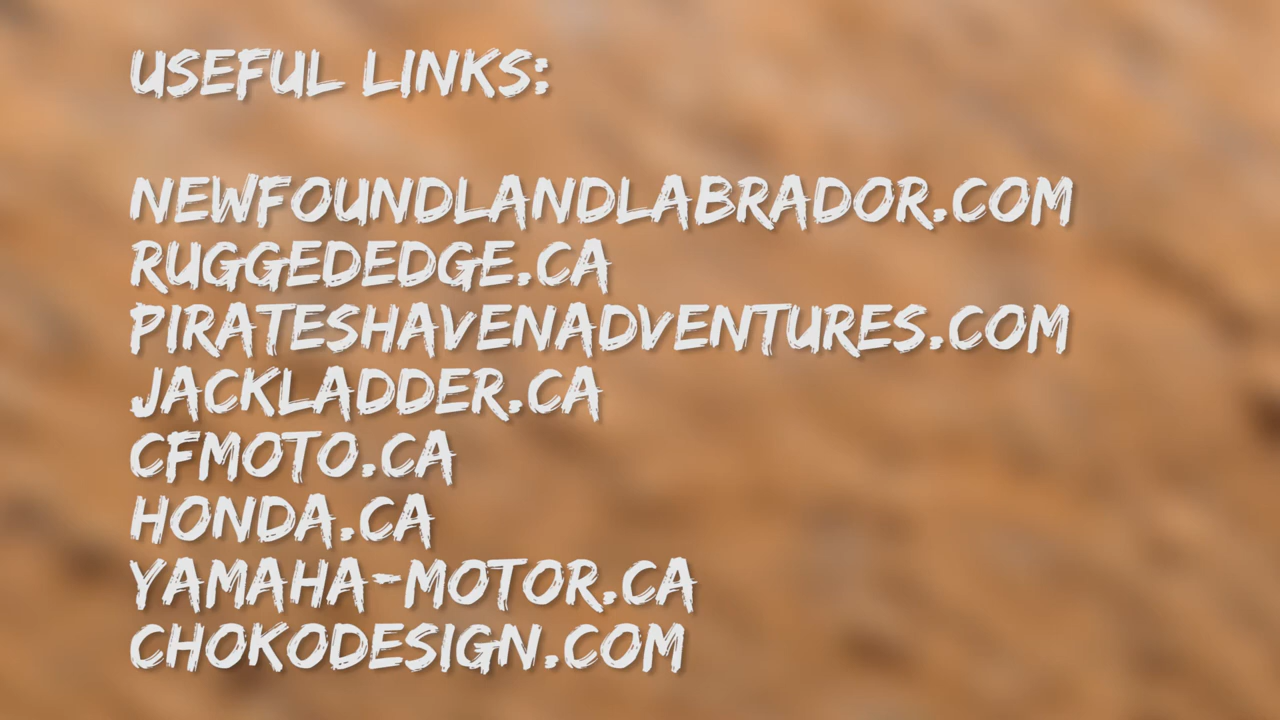 USEFUL LINKS:
NEWFOUNDLANDLABRADOR.COM
RUGGEDEDGE.CA
PIRATESHAVENADVENTURES.COM
JACKLADDER.CA
CFMOTO.CA
HONDA.CA
YAMAHA-MOTOR.CA
CHOKODESIGN.COM